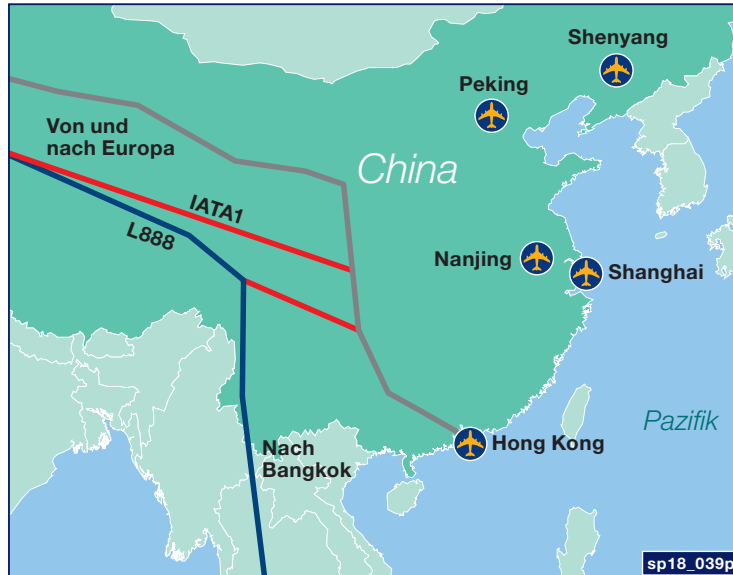 Shenyang
Peking
Von und
nach Europa
China
IATA1
L888
Nanjing
Shanghai
Pazifik
Nach
Bangkok
Hong Kong
sp18_039p